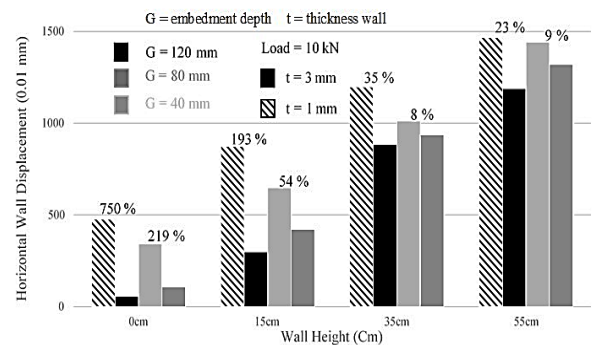 G = embedment depth t = thickness wall
G = 120 mm Load = 10 kN
G = 80 mm t = 3 mm
G = 40 mm t = 1 mm
Horizontal Wall Displacement (0.01 mm)
1500
1000
500
0
750 %
219 %
193 %
54 %
35 %
8 %
23 %
9 %
0cm 15cm 35cm 55cm
Wall Height (Cm)